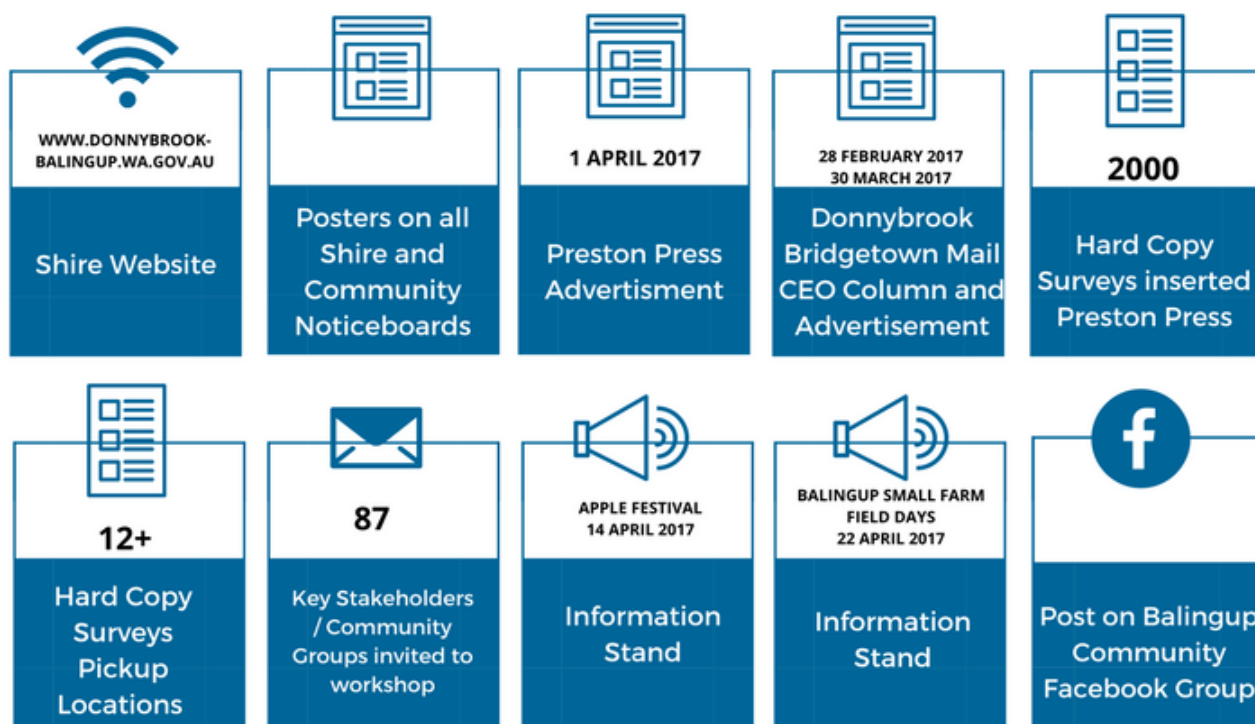 WWW.DONNYBROOK-
BALINGUP.WA.GOV.AU
Shire Website
Posters on all
Shire and
Community
Noticeboards
1 APRIL 2017
Preston Press
Advertisment
28 FEBRUARY 2017
30 MARCH 2017
Donnybrook
Bridgetown Mail
CEO Column and
Advertisement
2000
Hard Copy
Surveys inserted
Preston Press
12+
Hard Copy
Surveys
Pickup
Locations
87
Key Stakeholders
/ Community
Groups invited to
workshop
APPLE FESTIVAL
14 APRIL 2017
Information
Stand
BALINGUP SMALL FARM
FIELD DAYS
22 APRIL 2017
Information
Stand
f
Post on Balingup
Community
Facebook Group